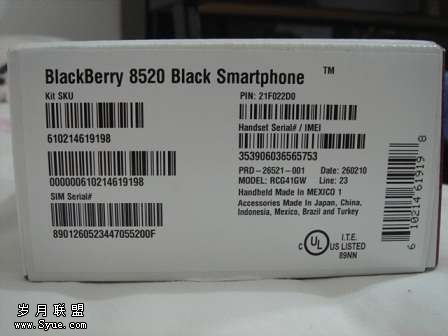 BlackBerry 8520 Black Smartphone ™
Kit SKU
610214619198
000000610214619198
SIM Serial#
8901260523447055200F
PIN: 21F022D0
Handset Serial# / IMEI
353906036565753
PRD-26521-001 Date: 260210
MODEL: RCG41GW Line: 23
Handheld Made In MEXICO 1
Accessories Made In Japan, China,
Indonesia, Mexico, Brazil and Turkey
c UL US LISTED
I.T.E.
89NN
6 10214 61919 8
岁月联盟
www.Syue.com